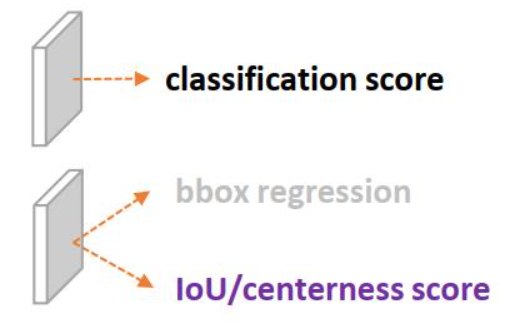 classification score
bbox regression
IoU/centerness score